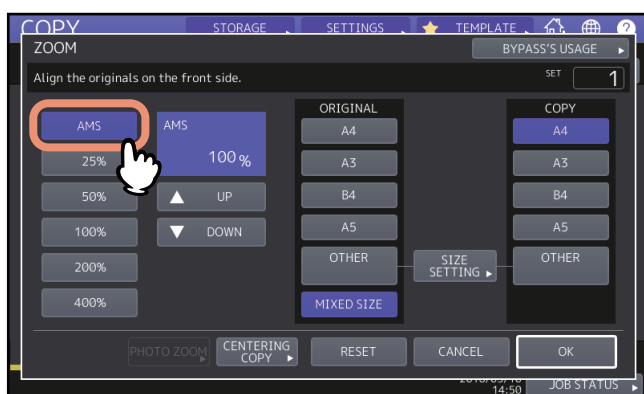 COPY
STORAGE
SETTINGS
TEMPLATE
?
ZOOM
BYPASS'S USAGE
Align the originals on the front side.
SET
1
AMS
25%
50%
100%
200%
400%
AMS
100 %
UP
DOWN
ORIGINAL
A4
A3
B4
A5
OTHER
MIXED SIZE
SIZE
SETTING
COPY
A4
A3
B4
A5
OTHER
PHOTO ZOOM
CENTERING
COPY
RESET
CANCEL
OK
14:50
JOB STATUS